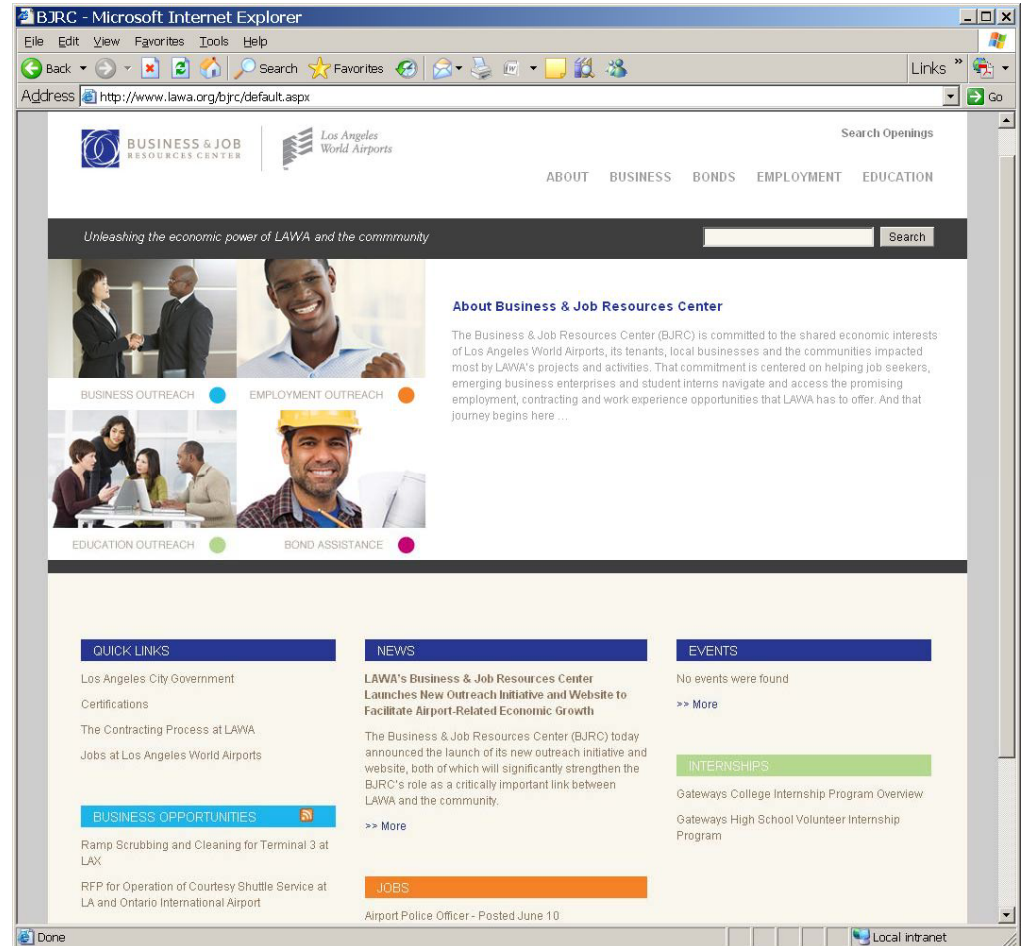 BJRC - Microsoft Internet Explorer
File Edit View Favorites Tools Help
Back Search Favorites Links »
Address http://www.lawa.org/bjrc/default.aspx Go
BUSINESS & JOB
RESOURCES CENTER
Los Angeles
World Airports
Search Openings
ABOUT BUSINESS BONDS EMPLOYMENT EDUCATION
Unleashing the economic power of LAWA and the commmunity
Search
BUSINESS OUTREACH
EMPLOYMENT OUTREACH
EDUCATION OUTREACH
BOND ASSISTANCE
About Business & Job Resources Center
The Business & Job Resources Center (BJRC) is committed to the shared economic interests
of Los Angeles World Airports, its tenants, local businesses and the communities impacted
most by LAWA's projects and activities. That commitment is centered on helping job seekers,
emerging business enterprises and student interns navigate and access the promising
employment, contracting and work experience opportunities that LAWA has to offer. And that
journey begins here ...
QUICK LINKS
Los Angeles City Government
Certifications
The Contracting Process at LAWA
Jobs at Los Angeles World Airports
BUSINESS OPPORTUNITIES
Ramp Scrubbing and Cleaning for Terminal 3 at
LAX
RFP for Operation of Courtesy Shuttle Service at
LA and Ontario International Airport
NEWS
LAWA's Business & Job Resources Center
Launches New Outreach Initiative and Website to
Facilitate Airport-Related Economic Growth
The Business & Job Resources Center (BJRC) today
announced the launch of its new outreach initiative and
website, both of which will significantly strengthen the
BJRC's role as a critically important link between
LAWA and the community.
>> More
JOBS
Airport Police Officer - Posted June 10
EVENTS
No events were found
>> More
INTERNSHIPS
Gateways College Internship Program Overview
Gateways High School Volunteer Internship
Program
Done
Local intranet